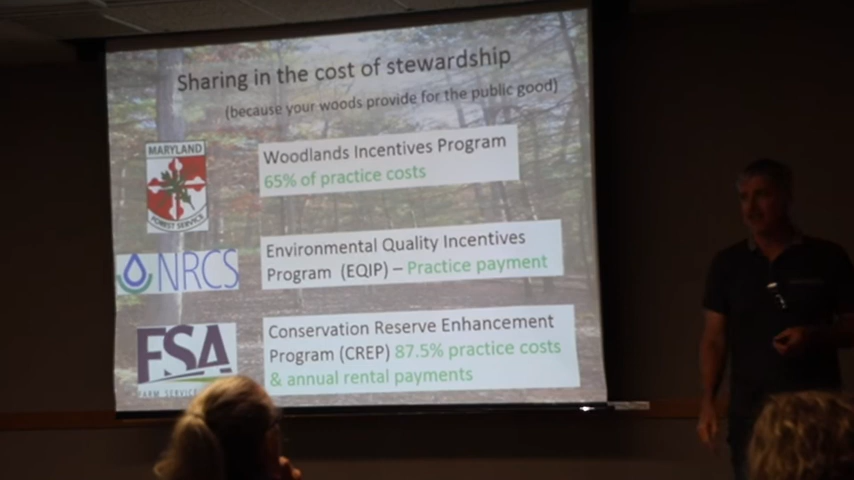 Sharing in the cost of stewardship
(because your woods provide for the public good)
MARYLAND
FOREST SERVICE
Woodlands Incentives Program
65% of practice costs
NRCS
Environmental Quality Incentives
Program (EQIP) – Practice payment
FSA
FARM SERVICE
Conservation Reserve Enhancement
Program (CREP) 87.5% practice costs
& annual rental payments